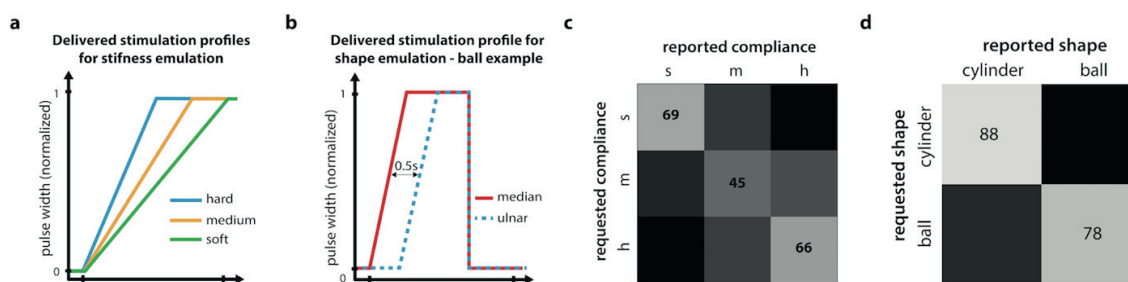 a
Delivered stimulation profiles
for stifness emulation
pulse width (normalized)
1
0
hard
medium
soft
b
Delivered stimulation profile for
shape emulation - ball example
pulse width (normalized)
1
0
0.5s
median
ulnar
c
reported compliance
s m h
requested compliance
s
m
h
69
45
66
d
reported shape
cylinder ball
requested shape
cylinder
ball
88
78